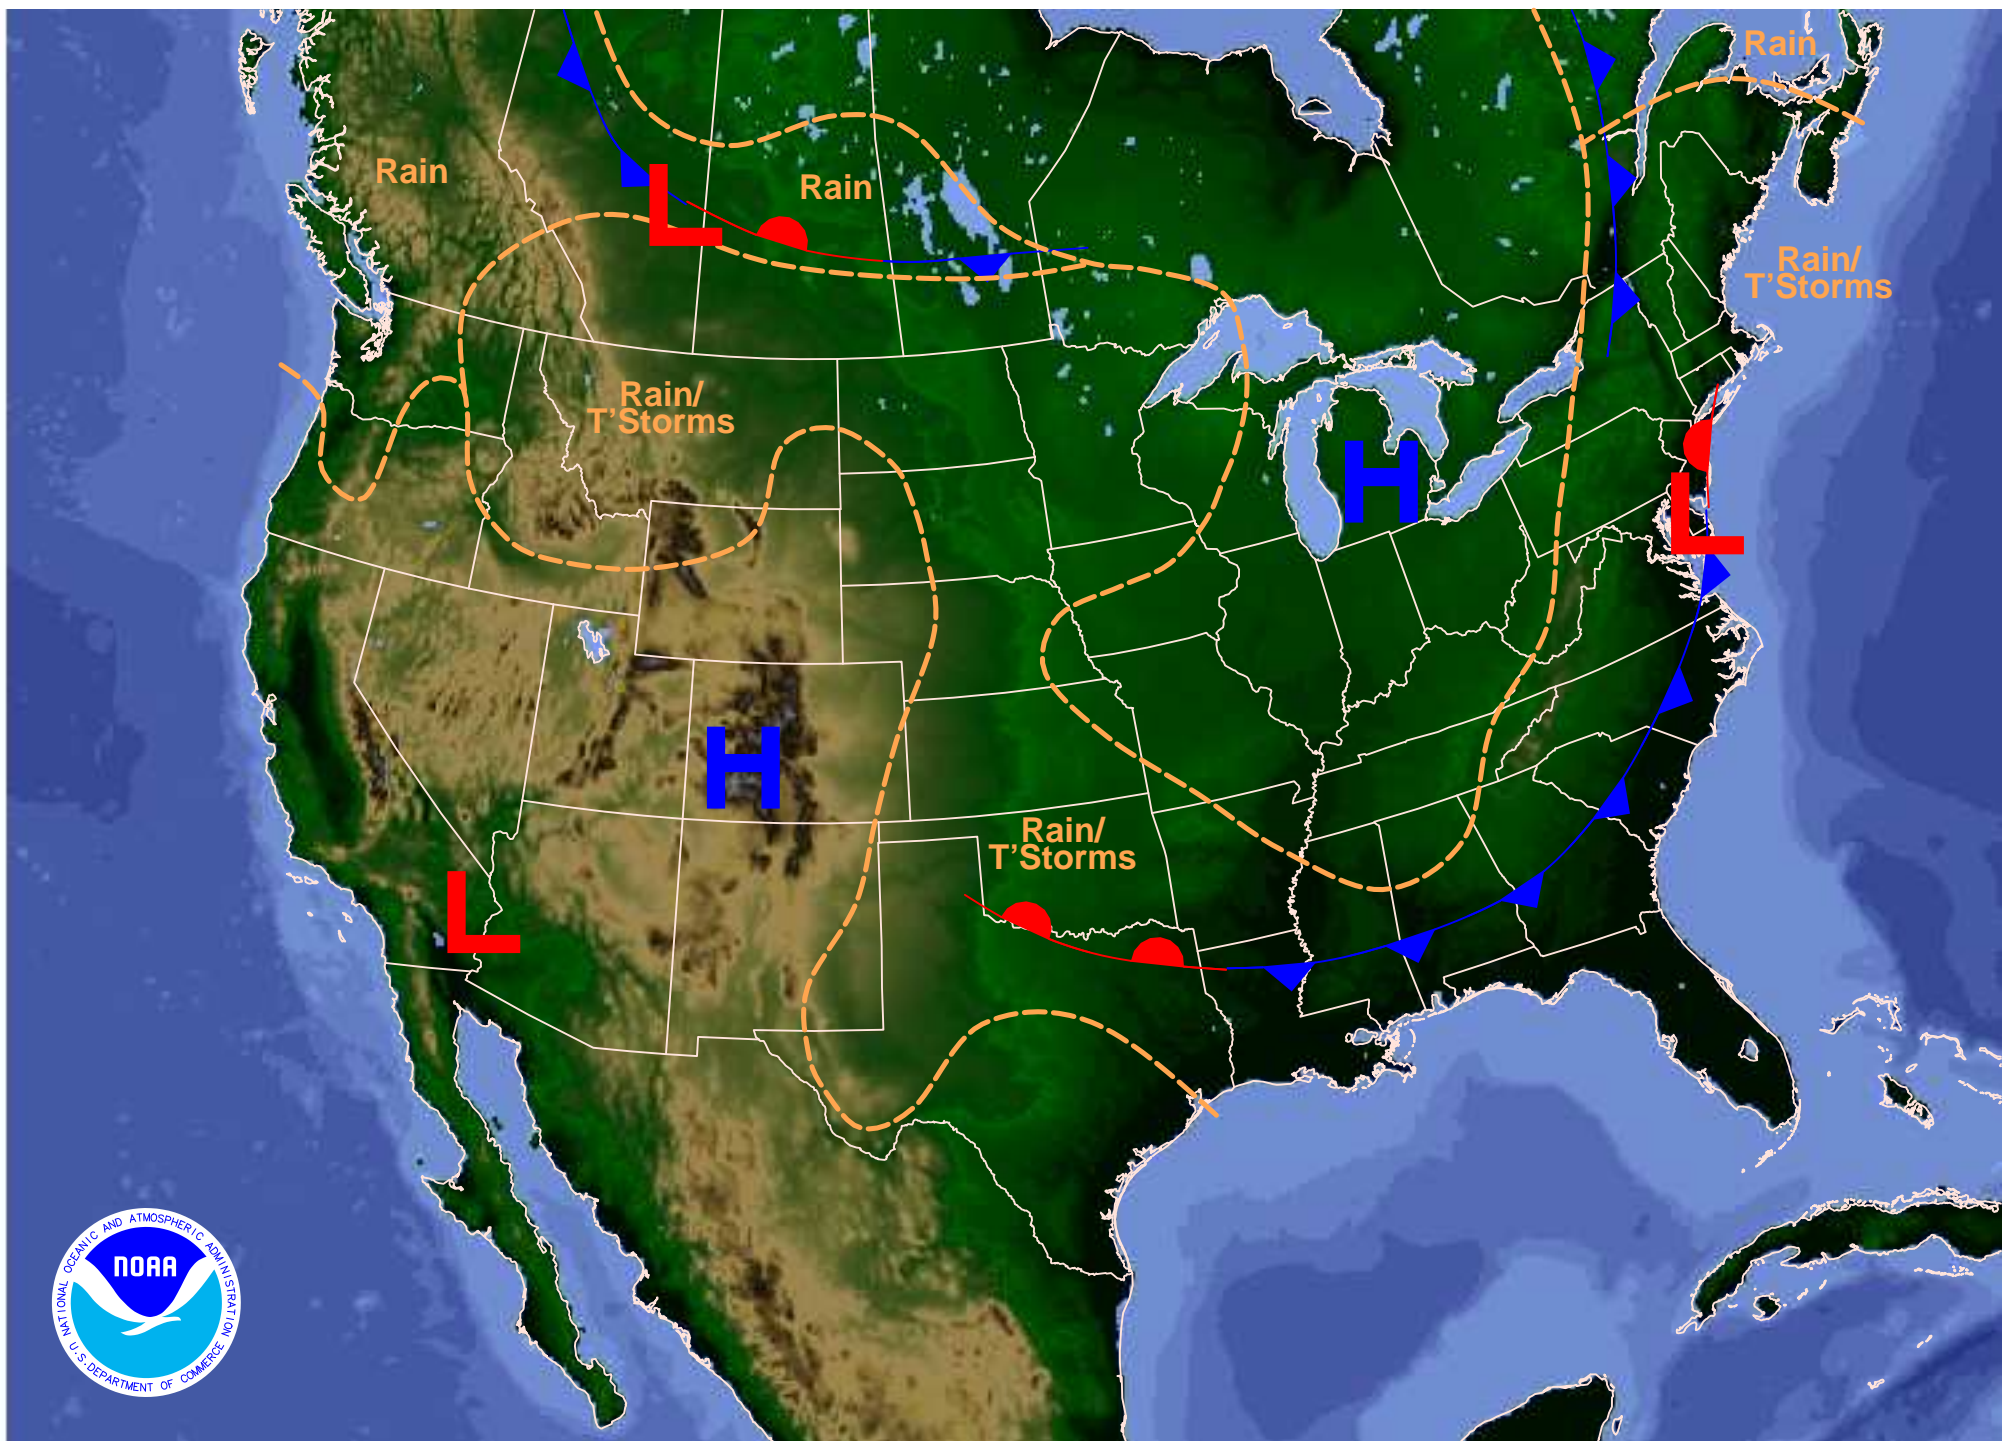 Rain
Rain
Rain
Rain/
T'Storms
Rain/
T'Storms
H
Rain/
T'Storms
L
L
H
L
NATIONAL OCEANIC AND ATMOSPHERIC ADMINISTRATION
NOAA
U.S. DEPARTMENT OF COMMERCE